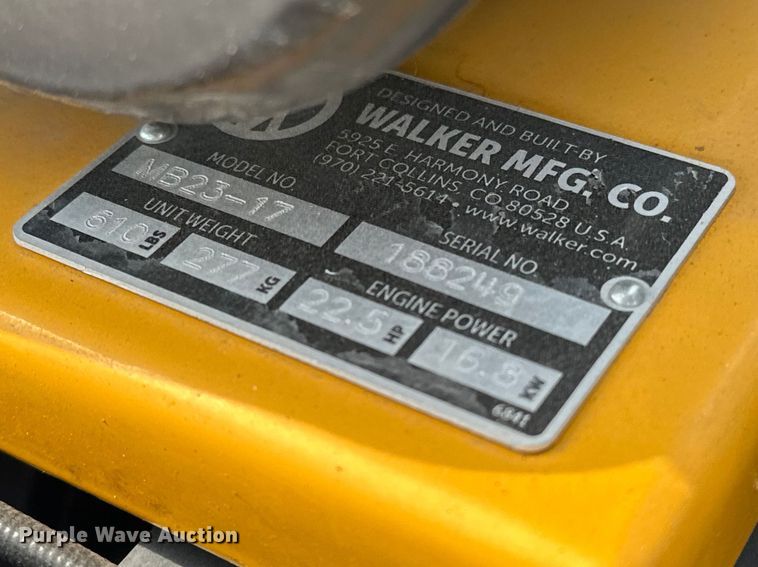 DESIGNED AND BUILT BY
WALKER MFG. CO.
5925 E. HARMONY ROAD
FORT COLLINS, CO 80528 U.S.A.
(970) 221-5614 • www.walker.com
MODEL NO.
MB23-17
SERIAL NO.
188249
UNIT WEIGHT
610 LBS
277 KG
ENGINE POWER
22.5 HP
16.8 KW
6841
Purple Wave Auction